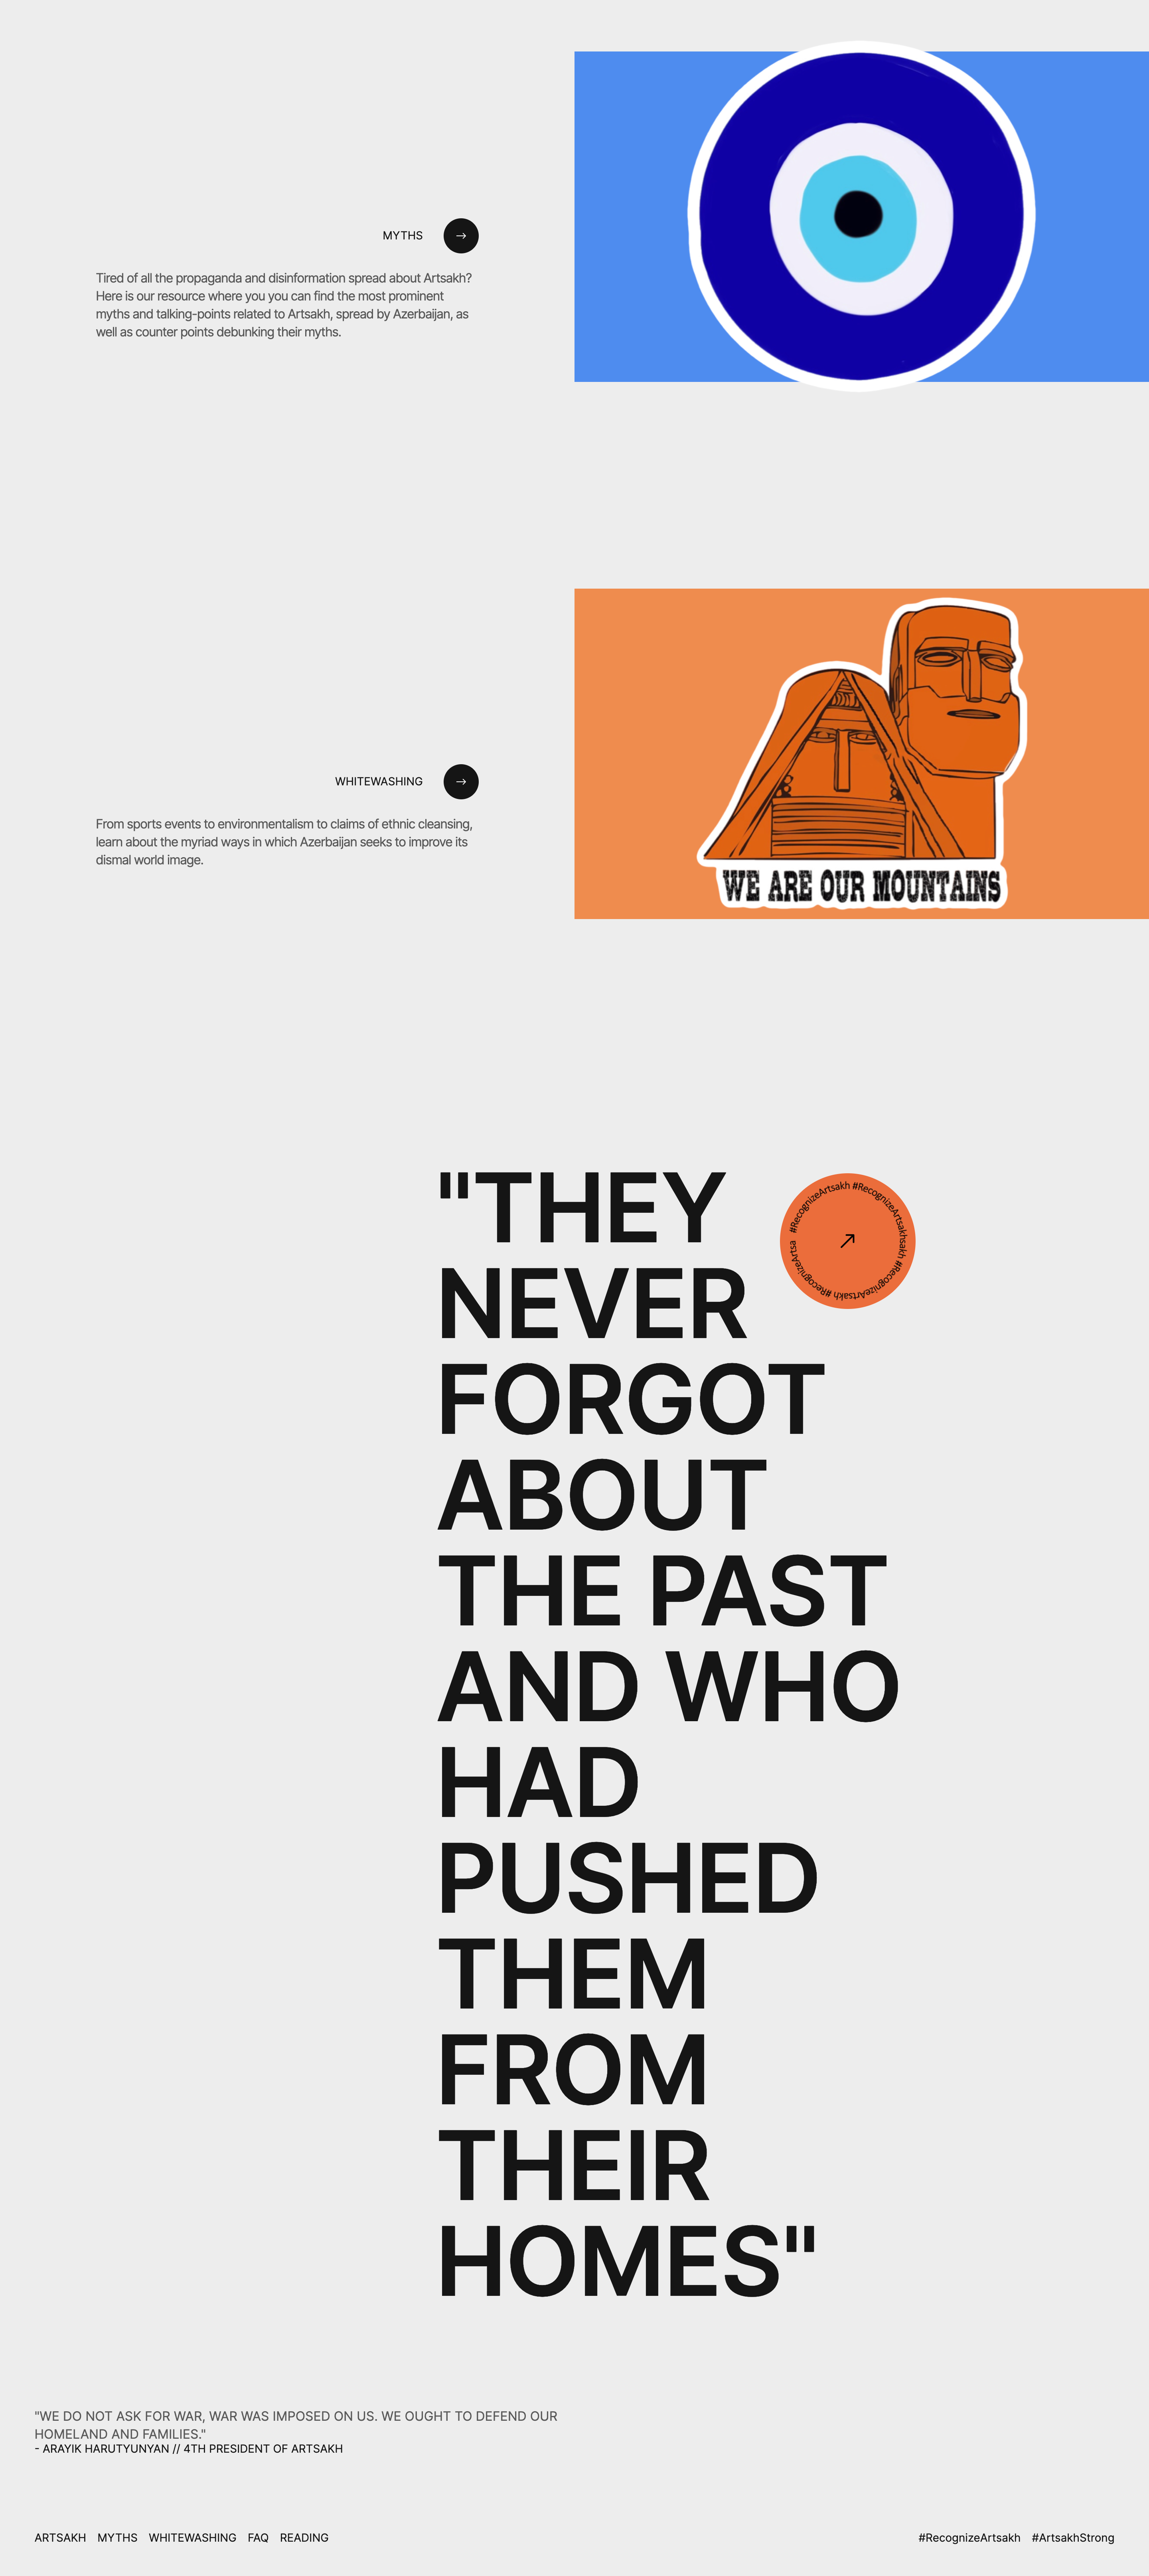 MYTHS
→
Tired of all the propaganda and disinformation spread about Artsakh?
Here is our resource where you you can find the most prominent
myths and talking-points related to Artsakh, spread by Azerbaijan, as
well as counter points debunking their myths.
WHITEWASHING
→
From sports events to environmentalism to claims of ethnic cleansing,
learn about the myriad ways in which Azerbaijan seeks to improve its
dismal world image.
WE ARE OUR MOUNTAINS
"THEY
NEVER
FORGOT
ABOUT
THE PAST
AND WHO
HAD
PUSHED
THEM
FROM
THEIR
HOMES"
#RecognizeArtsakh #RecognizeArtsakhsakh #RecognizeArtsakh #RecognizeArtsa
"WE DO NOT ASK FOR WAR, WAR WAS IMPOSED ON US. WE OUGHT TO DEFEND OUR
HOMELAND AND FAMILIES."
- ARAYIK HARUTYUNYAN // 4TH PRESIDENT OF ARTSAKH
ARTSAKH MYTHS WHITEWASHING FAQ READING
#RecognizeArtsakh #ArtsakhStrong